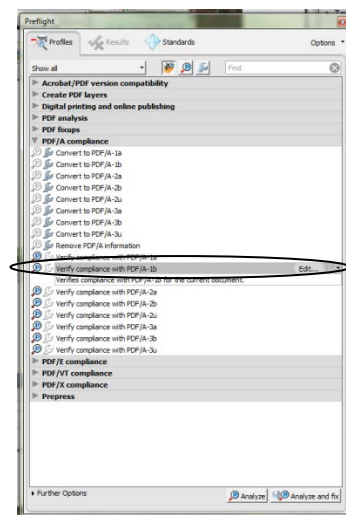 Preflight
Profiles Results Standards Options
Show all Find
Acrobat/PDF version compatibility
Create PDF layers
Digital printing and online publishing
PDF analysis
PDF fixups
PDF/A compliance
Convert to PDF/A-1a
Convert to PDF/A-1b
Convert to PDF/A-2a
Convert to PDF/A-2b
Convert to PDF/A-2u
Convert to PDF/A-3a
Convert to PDF/A-3b
Convert to PDF/A-3u
Remove PDF/A information
Verify compliance with PDF/A-1a
Verify compliance with PDF/A-1b Edit...
Verifies compliance with PDF/A-1b for the current document.
Verify compliance with PDF/A-2a
Verify compliance with PDF/A-2b
Verify compliance with PDF/A-2u
Verify compliance with PDF/A-3a
Verify compliance with PDF/A-3b
Verify compliance with PDF/A-3u
PDF/E compliance
PDF/VT compliance
PDF/X compliance
Prepress
Further Options Analyze Analyze and fix